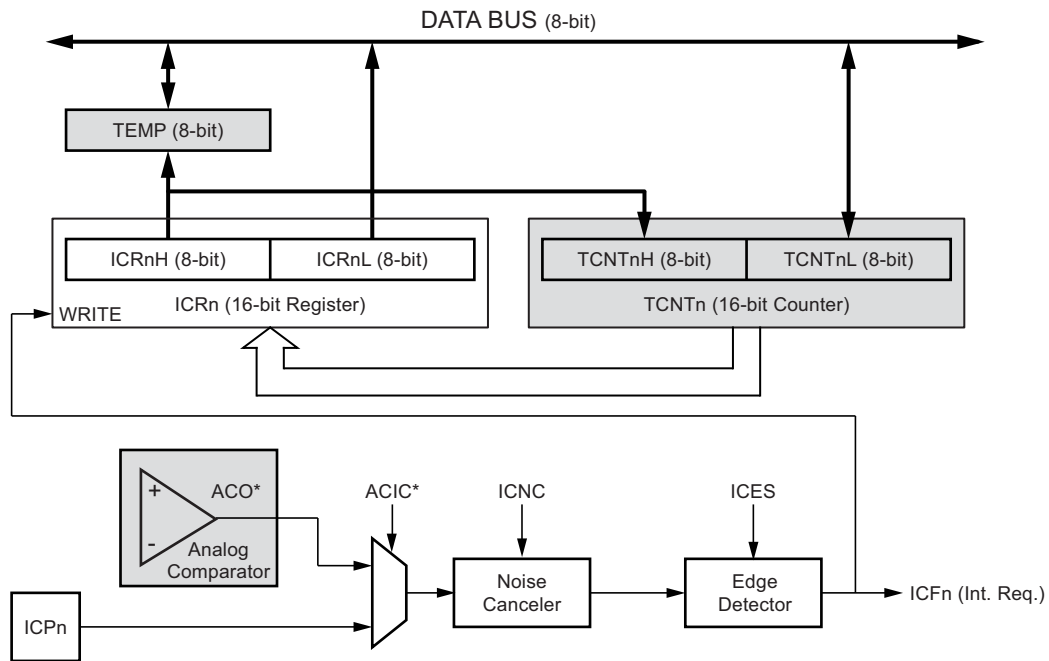 DATA BUS (8-bit)
TEMP (8-bit)
ICRnH (8-bit)
ICRnL (8-bit)
TCNTnH (8-bit)
TCNTnL (8-bit)
WRITE
ICRn (16-bit Register)
TCNTn (16-bit Counter)
+
-
ACO*
Analog
Comparator
ACIC*
ICNC
ICES
Noise
Canceler
Edge
Detector
ICFn (Int. Req.)
ICPn